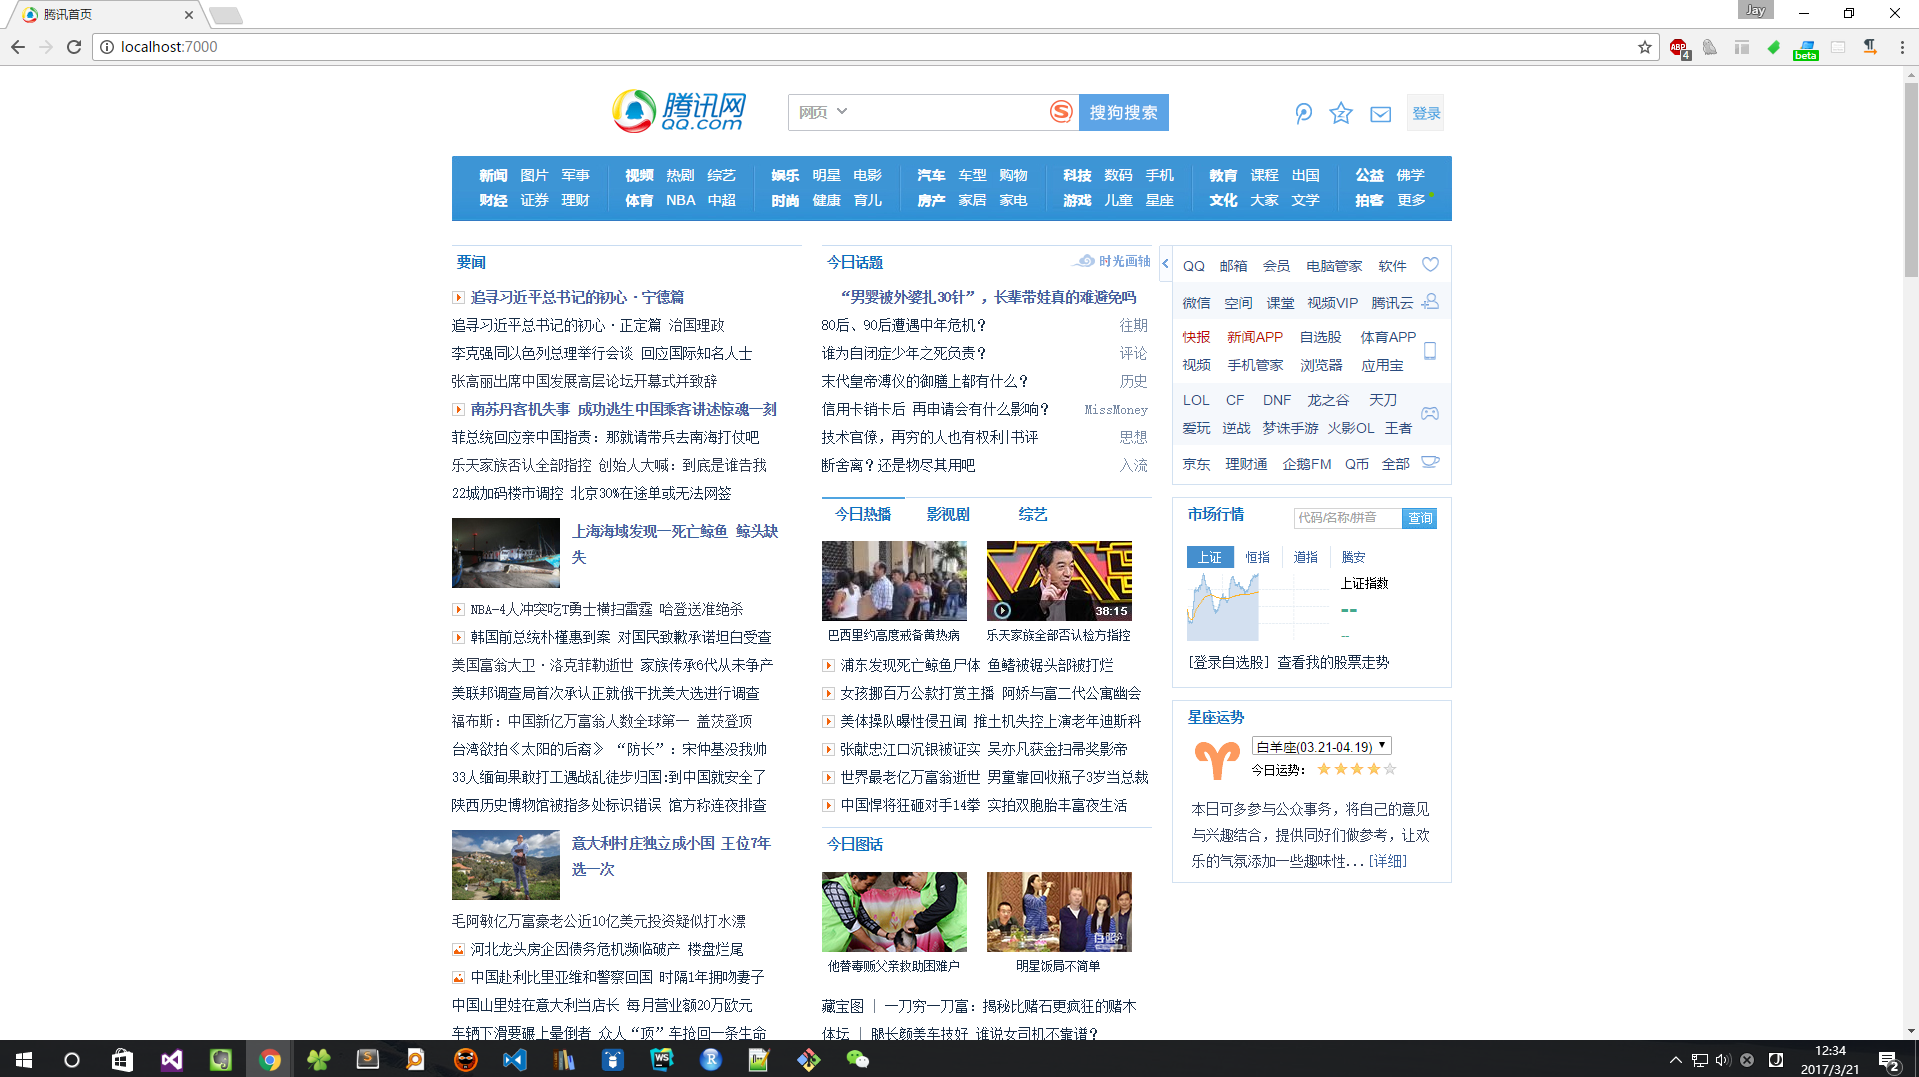 腾讯首页
Jay
localhost:7000
ABP
4
beta
腾讯网
QQ.com
网页
S
搜狗搜索
登录
新闻 图片 军事 视频 热剧 综艺 娱乐 明星 电影 汽车 车型 购物 科技 数码 手机 教育 课程 出国 公益 佛学
财经 证券 理财 体育 NBA 中超 时尚 健康 育儿 房产 家居 家电 游戏 儿童 星座 文化 大家 文学 拍客 更多
要闻
追寻习近平总书记的初心·宁德篇
追寻习近平总书记的初心·正定篇 治国理政
李克强同以色列总理举行会谈 回应国际知名人士
张高丽出席中国发展高层论坛开幕式并致辞
南苏丹客机失事 成功逃生中国乘客讲述惊魂一刻
菲总统回应亲中国指责：那就请带兵去南海打仗吧
乐天家族否认全部指控 创始人大喊：到底是谁告我
22城加码楼市调控 北京30%在途单或无法网签
上海海域发现一死亡鲸鱼 鲸头缺
失
NBA-4人冲突吃T勇士横扫雷霆 哈登送准绝杀
韩国前总统朴槿惠到案 对国民致歉承诺坦白受查
美国富翁大卫·洛克菲勒逝世 家族传承6代从未争产
美联邦调查局首次承认正就俄干扰美大选进行调查
福布斯：中国新亿万富翁人数全球第一 盖茨登顶
台湾欲拍《太阳的后裔》 “防长”：宋仲基没我帅
33人缅甸果敢打工遇战乱徒步归国:到中国就安全了
陕西历史博物馆被指多处标识错误 馆方称连夜排查
意大利村庄独立成小国 王位7年
选一次
毛阿敏亿万富豪老公近10亿美元投资疑似打水漂
河北龙头房企因债务危机濒临破产 楼盘烂尾
中国赴利比里亚维和警察回国 时隔1年拥吻妻子
中国山里娃在意大利当店长 每月营业额20万欧元
车辆下滑要碾上晕倒者 众人“顶”车抢回一条生命
今日话题
时光画轴
“男婴被外婆扎30针”，长辈带娃真的难避免吗
80后、90后遭遇中年危机？ 往期
谁为自闭症少年之死负责？ 评论
末代皇帝溥仪的御膳上都有什么？ 历史
信用卡销卡后 再申请会有什么影响？ MissMoney
技术官僚，再穷的人也有权利|书评 思想
断舍离？还是物尽其用吧 入流
今日热播 影视剧 综艺
38:15
巴西里约高度戒备黄热病 乐天家族全部否认检方指控
浦东发现死亡鲸鱼尸体 鱼鳍被锯头部被打烂
女孩挪百万公款打赏主播 阿娇与富二代公寓幽会
美体操队曝性侵丑闻 推土机失控上演老年迪斯科
张献忠江口沉银被证实 吴亦凡获金扫帚奖影帝
世界最老亿万富翁逝世 男童靠回收瓶子3岁当总裁
中国悍将狂砸对手14拳 实拍双胞胎丰富夜生活
今日图话
他替毒贩父亲救助困难户 明星饭局不简单
藏宝图 | 一刀穷一刀富：揭秘比赌石更疯狂的赌木
体坛 | 腿长颜美车技好 谁说女司机不靠谱？
QQ 邮箱 会员 电脑管家 软件
微信 空间 课堂 视频VIP 腾讯云
快报 新闻APP 自选股 体育APP
视频 手机管家 浏览器 应用宝
LOL CF DNF 龙之谷 天刀
爱玩 逆战 梦诛手游 火影OL 王者
京东 理财通 企鹅FM Q币 全部
市场行情
代码/名称/拼音
查询
上证 恒指 道指 腾安
上证指数
--
--
[登录自选股] 查看我的股票走势
星座运势
白羊座(03.21-04.19)
今日运势：
本日可多参与公众事务，将自己的意见
与兴趣结合，提供同好们做参考，让欢
乐的气氛添加一些趣味性...[详细]
12:34
2017/3/21
2